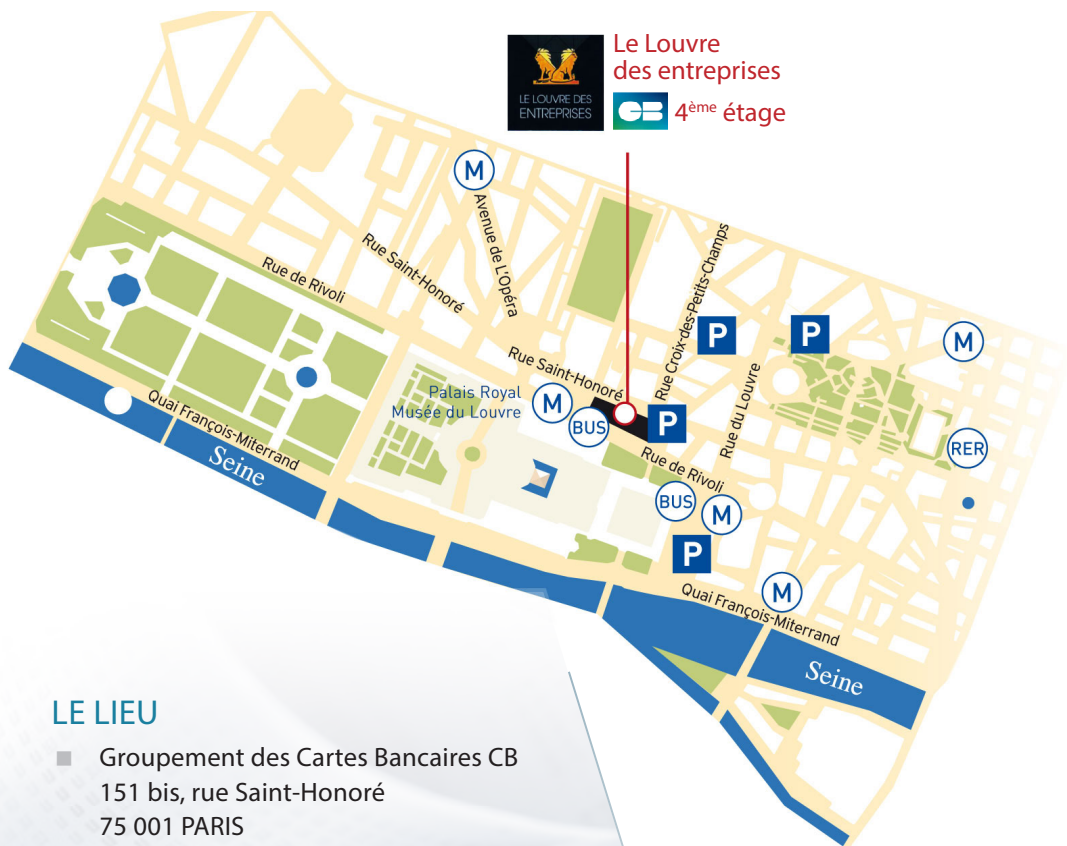 Le Louvre
des entreprises
LE LOUVRE DES
ENTREPRISES
CB 4ème étage
M
Avenue de L'Opéra
Rue Saint-Honoré
Rue de Rivoli
Rue Croix-des-Petits-Champs
P
P
M
Rue Saint-Honoré
Rue du Louvre
Palais Royal
Musée du Louvre
M
BUS
P
Quai François-Miterrand
Seine
Rue de Rivoli
RER
BUS
M
P
M
Quai François-Miterrand
Seine
LE LIEU
Groupement des Cartes Bancaires CB
151 bis, rue Saint-Honoré
75 001 PARIS